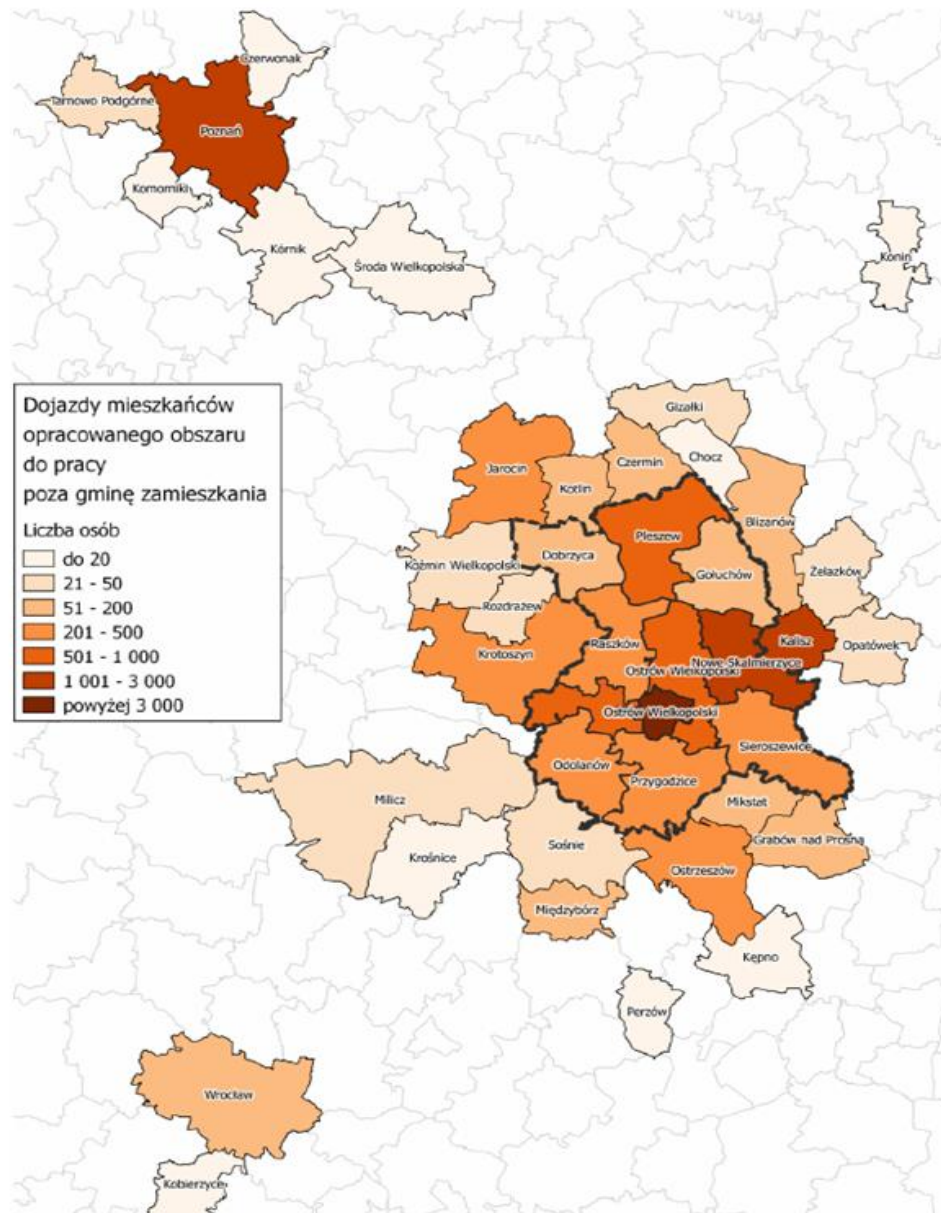 Czerwonak
Tarnowo Podgórne
Poznań
Komorniki
Kórnik
Środa Wielkopolska
Konin
Dojazdy mieszkańców
opracowanego obszaru
do pracy
poza gminę zamieszkania
Liczba osób
do 20
21 - 50
51 - 200
201 - 500
501 - 1 000
1 001 - 3 000
powyżej 3 000
Gizałki
Chocz
Czermin
Jarocin
Kotlin
Blizanów
Pleszew
Dobrzyca
Koźmin Wielkopolski
Gołuchów
Żelazków
Rozdrażew
Raszków
Kalisz
Opatówek
Krotoszyn
Nowe Skalmierzyce
Ostrów Wielkopolski
Ostrów Wielkopolski
Sieroszewice
Odolanów
Przygodzice
Milicz
Mikstat
Grabów nad Prosną
Sośnie
Krośnice
Ostrzeszów
Międzybórz
Kępno
Perzów
Wrocław
Kobierzyce